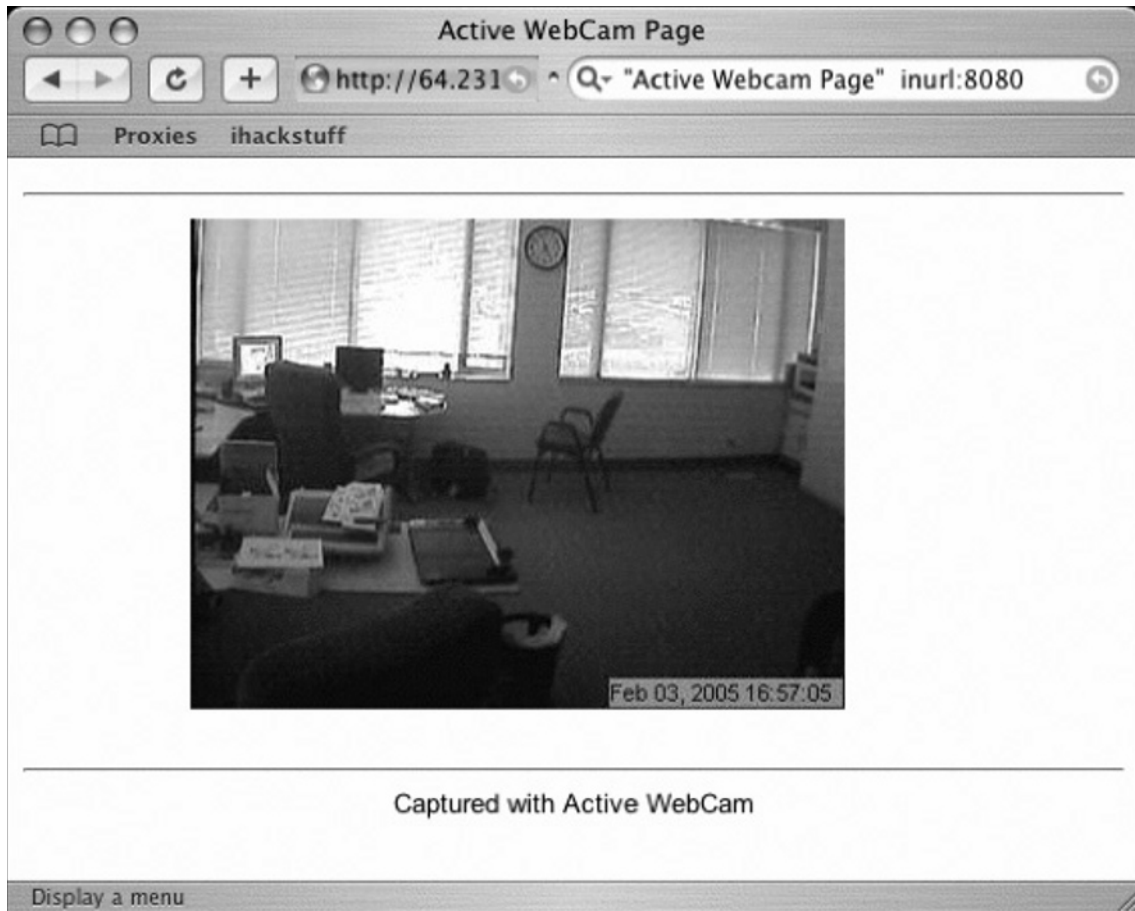 Active WebCam Page
http://64.231 "Active Webcam Page" inurl:8080
Proxies ihackstuff
Feb 03, 2005 16:57:05
Captured with Active WebCam
Display a menu